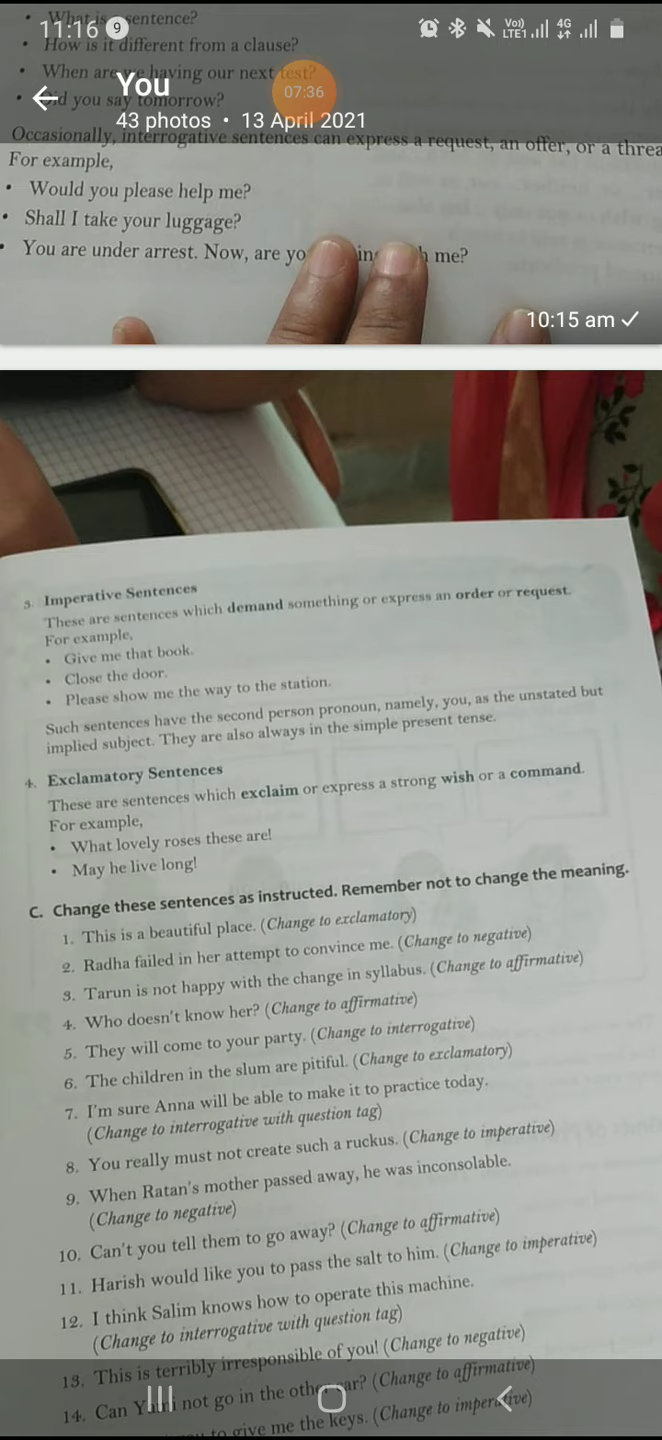 • What is sentence?
11:16 9 Vo) LTE1 4G
• How is it different from a clause?
• When are having our next test?
You 07:36
• Did you say tomorrow?
43 photos • 13 April 2021
Occasionally, interrogative sentences can express a request, an offer, or a threa
For example,
• Would you please help me?
• Shall I take your luggage?
• You are under arrest. Now, are yo in h me?
10:15 am
3. Imperative Sentences
These are sentences which demand something or express an order or request.
For example,
• Give me that book.
• Close the door.
• Please show me the way to the station.
Such sentences have the second person pronoun, namely, you, as the unstated but
implied subject. They are also always in the simple present tense.
4. Exclamatory Sentences
These are sentences which exclaim or express a strong wish or a command.
For example,
• What lovely roses these are!
• May he live long!
C. Change these sentences as instructed. Remember not to change the meaning.
1. This is a beautiful place. (Change to exclamatory)
2. Radha failed in her attempt to convince me. (Change to negative)
3. Tarun is not happy with the change in syllabus. (Change to affirmative)
4. Who doesn't know her? (Change to affirmative)
5. They will come to your party. (Change to interrogative)
6. The children in the slum are pitiful. (Change to exclamatory)
7. I'm sure Anna will be able to make it to practice today.
(Change to interrogative with question tag)
8. You really must not create such a ruckus. (Change to imperative)
9. When Ratan's mother passed away, he was inconsolable.
(Change to negative)
10. Can't you tell them to go away? (Change to affirmative)
11. Harish would like you to pass the salt to him. (Change to imperative)
12. I think Salim knows how to operate this machine.
(Change to interrogative with question tag)
13. This is terribly irresponsible of you! (Change to negative)
14. Can not go in the other car? (Change to affirmative)
to give me the keys. (Change to imperative)